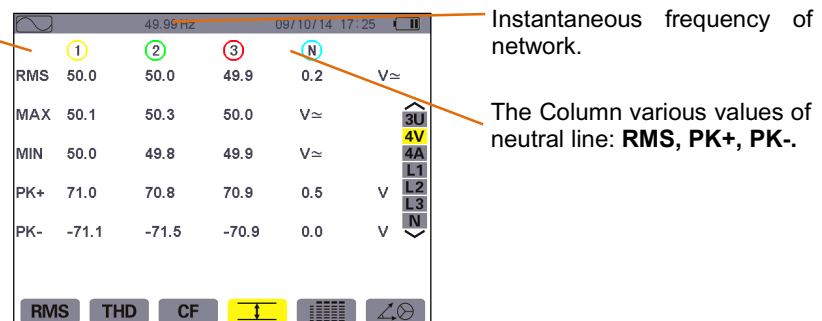 49.99 Hz 09/10/14 17:25
1 2 3 N
RMS 50.0 50.0 49.9 0.2 V≃
MAX 50.1 50.3 50.0 V≃
MIN 50.0 49.8 49.9 V≃
PK+ 71.0 70.8 70.9 0.5 V
PK- -71.1 -71.5 -70.9 0.0 V
3U
4V
4A
L1
L2
L3
N
RMS THD CF
Instantaneous frequency of
network.
The Column various values of
neutral line: RMS, PK+, PK-.